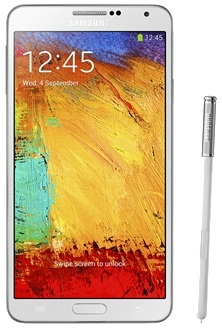 SAMSUNG
12:45
12:45
Wed, 4 September
Swipe screen to unlock